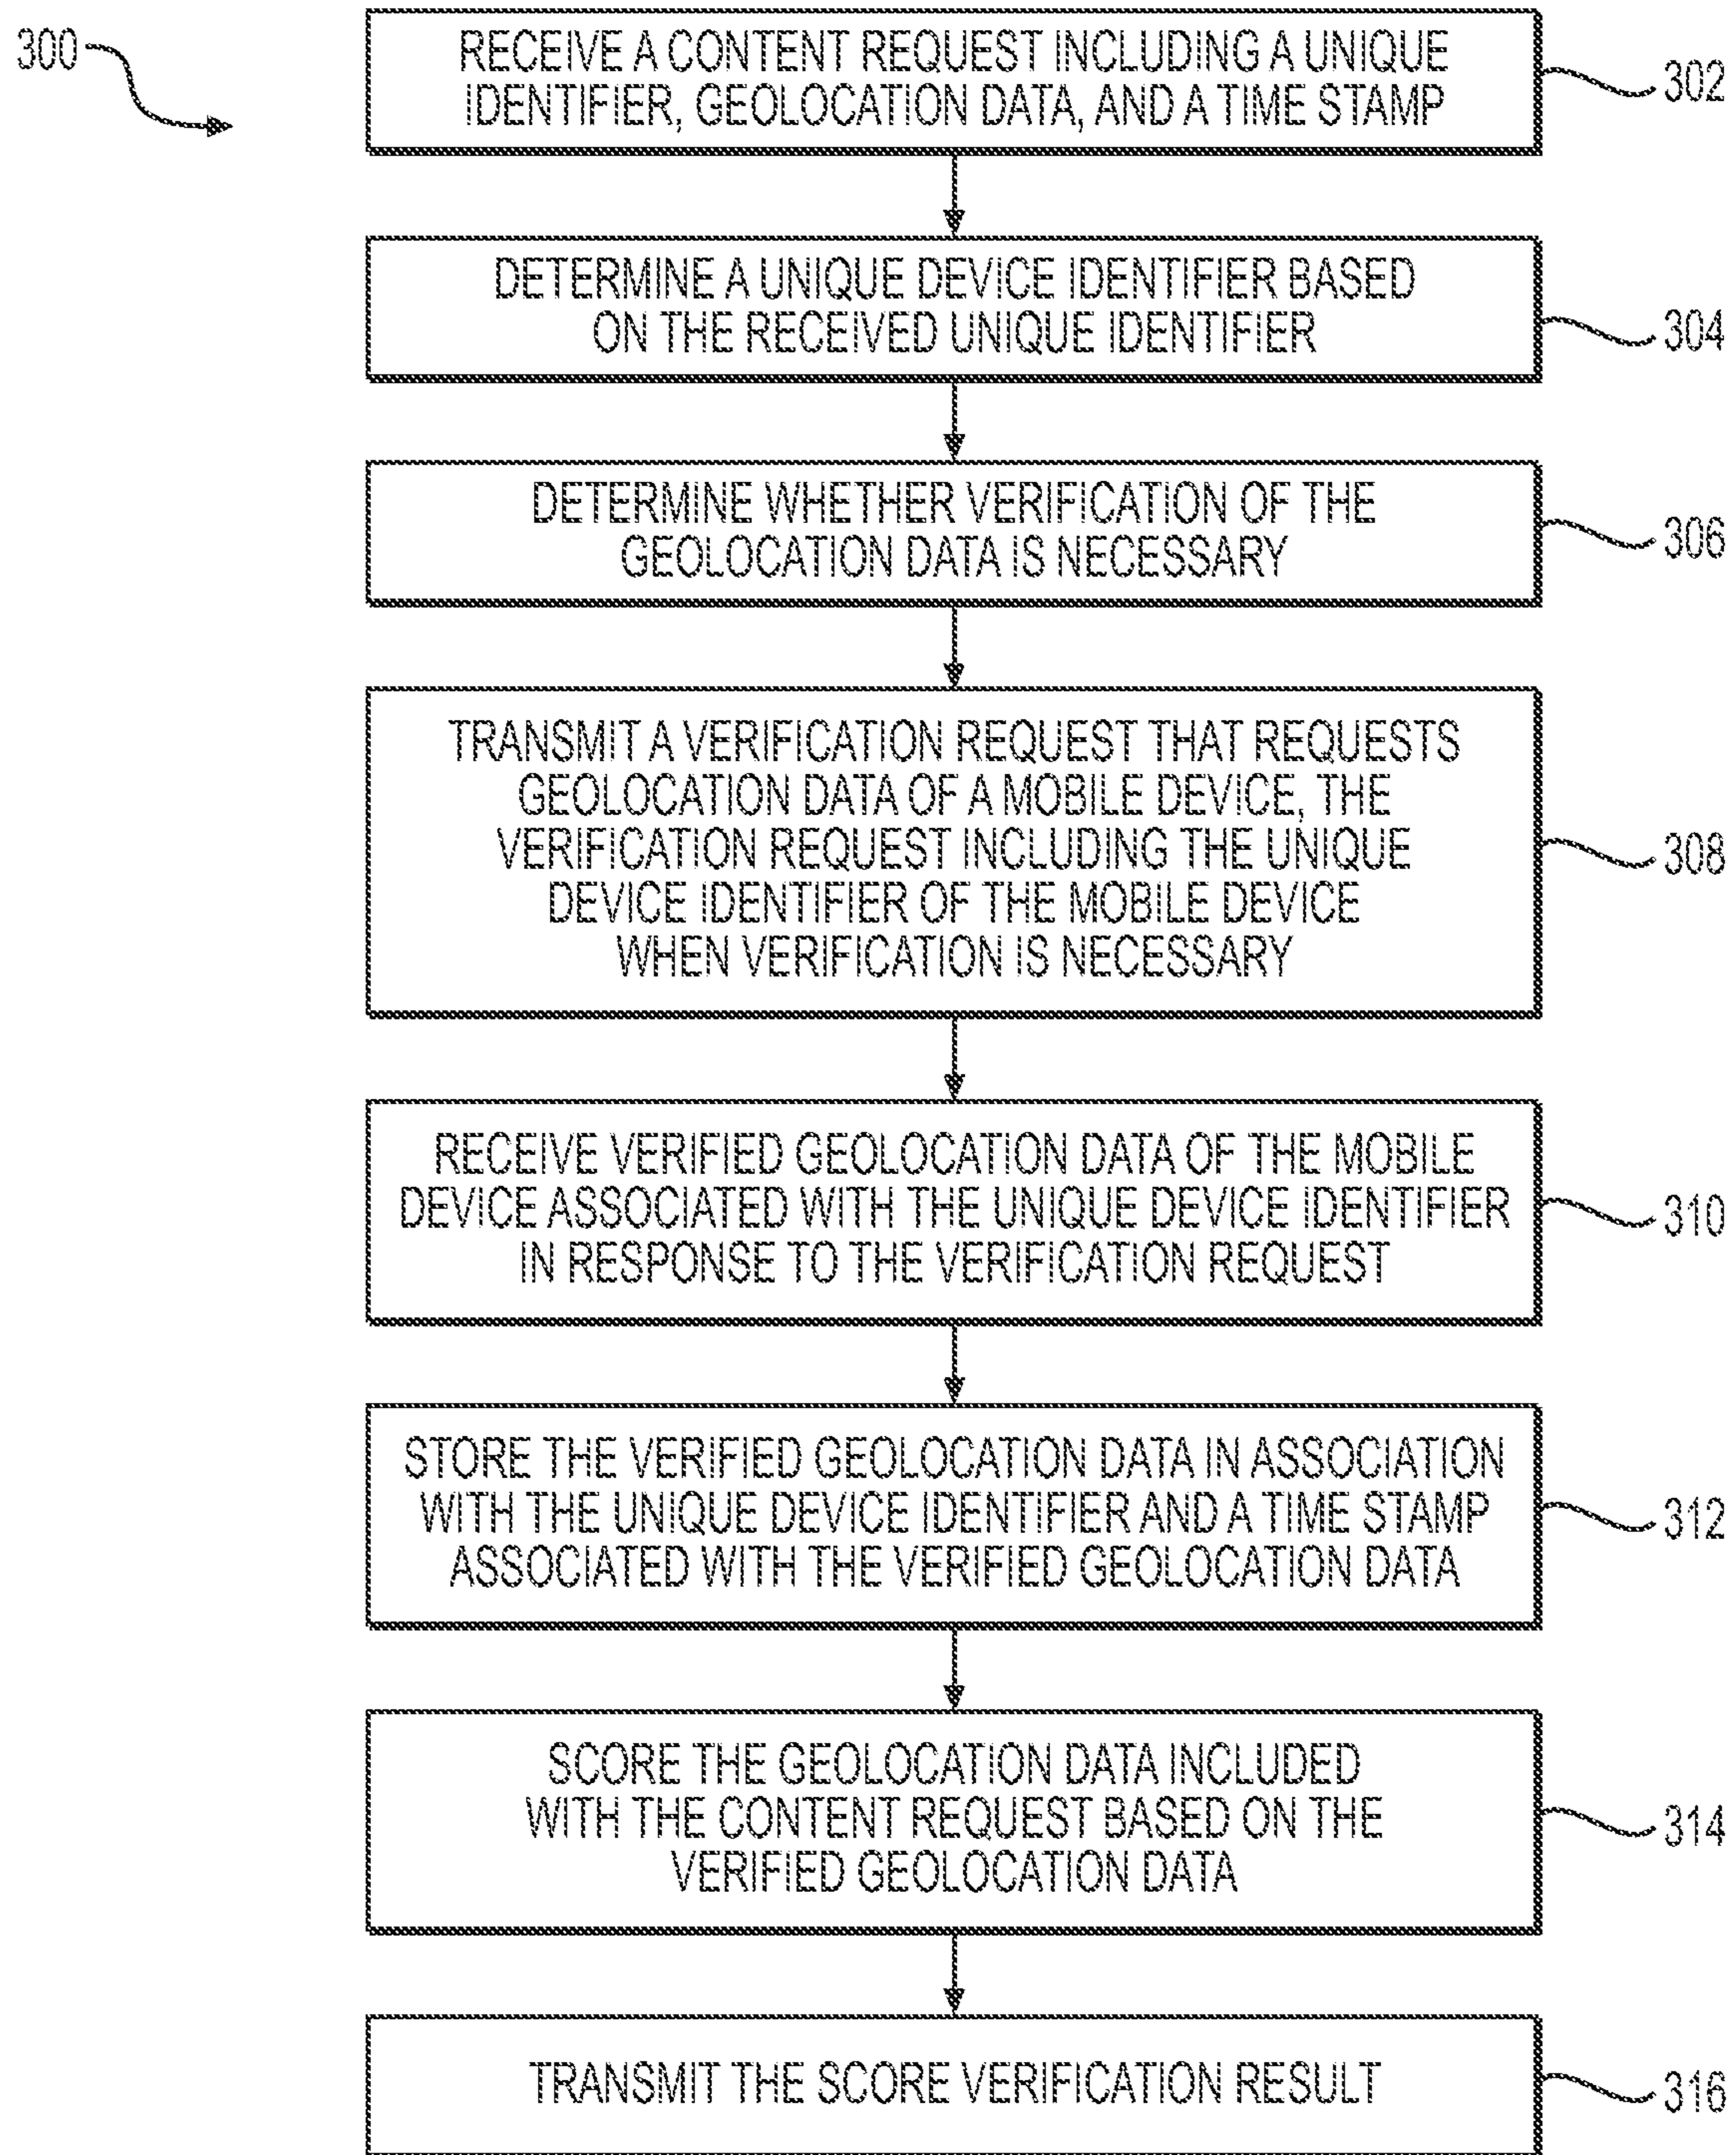 300
RECEIVE A CONTENT REQUEST INCLUDING A UNIQUE
IDENTIFIER, GEOLOCATION DATA, AND A TIME STAMP
302
DETERMINE A UNIQUE DEVICE IDENTIFIER BASED
ON THE RECEIVED UNIQUE IDENTIFIER
304
DETERMINE WHETHER VERIFICATION OF THE
GEOLOCATION DATA IS NECESSARY
306
TRANSMIT A VERIFICATION REQUEST THAT REQUESTS
GEOLOCATION DATA OF A MOBILE DEVICE, THE
VERIFICATION REQUEST INCLUDING THE UNIQUE
DEVICE IDENTIFIER OF THE MOBILE DEVICE
WHEN VERIFICATION IS NECESSARY
308
RECEIVE VERIFIED GEOLOCATION DATA OF THE MOBILE
DEVICE ASSOCIATED WITH THE UNIQUE DEVICE IDENTIFIER
IN RESPONSE TO THE VERIFICATION REQUEST
310
STORE THE VERIFIED GEOLOCATION DATA IN ASSOCIATION
WITH THE UNIQUE DEVICE IDENTIFIER AND A TIME STAMP
ASSOCIATED WITH THE VERIFIED GEOLOCATION DATA
312
SCORE THE GEOLOCATION DATA INCLUDED
WITH THE CONTENT REQUEST BASED ON THE
VERIFIED GEOLOCATION DATA
314
TRANSMIT THE SCORE VERIFICATION RESULT
316